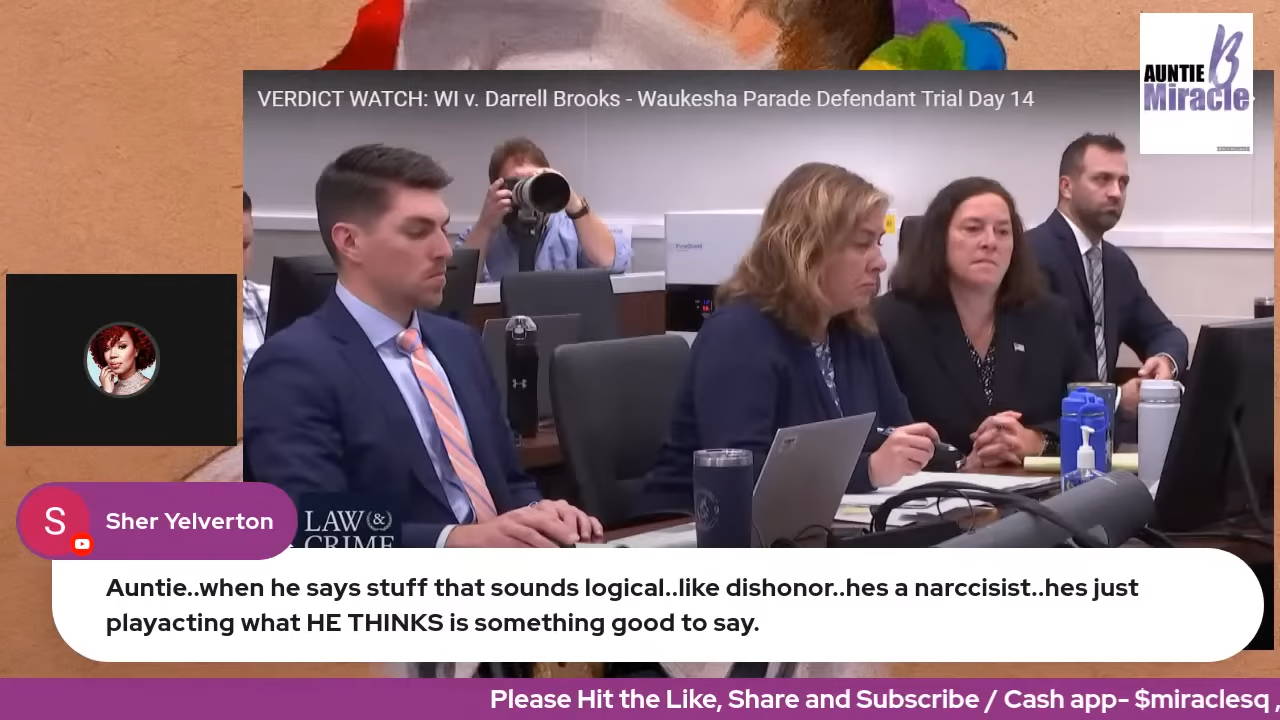 VERDICT WATCH: WI v. Darrell Brooks - Waukesha Parade Defendant Trial Day 14
AUNTIE B
Miracle
LAW &
CRIME
S
Sher Yelverton
Auntie..when he says stuff that sounds logical..like dishonor..hes a narccisist..hes just
playacting what HE THINKS is something good to say.
Please Hit the Like, Share and Subscribe / Cash app- $miraclesq ,